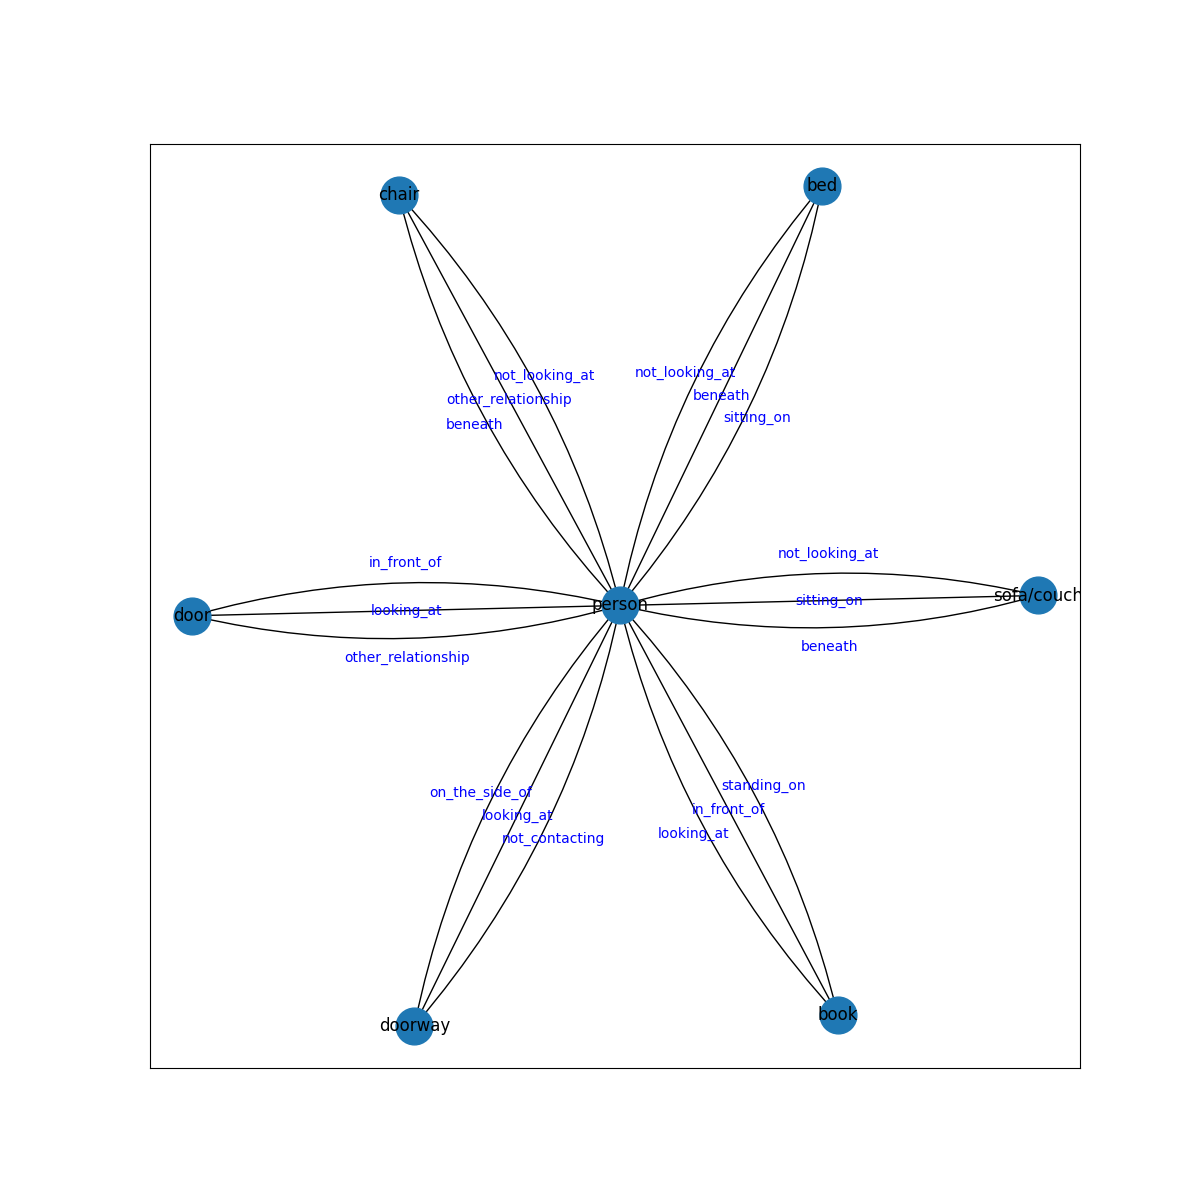 chair
bed
not_looking_at
not_looking_at
other_relationship
beneath
beneath
sitting_on
in_front_of
not_looking_at
door
looking_at
person
sitting_on
sofa/couch
other_relationship
beneath
on_the_side_of
standing_on
looking_at
in_front_of
not_contacting
looking_at
doorway
book